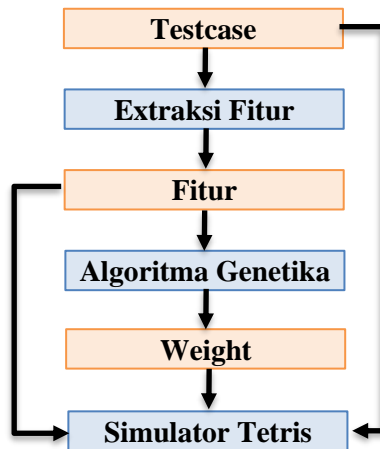 Testcase
Extraksi Fitur
Fitur
Algoritma Genetika
Weight
Simulator Tetris